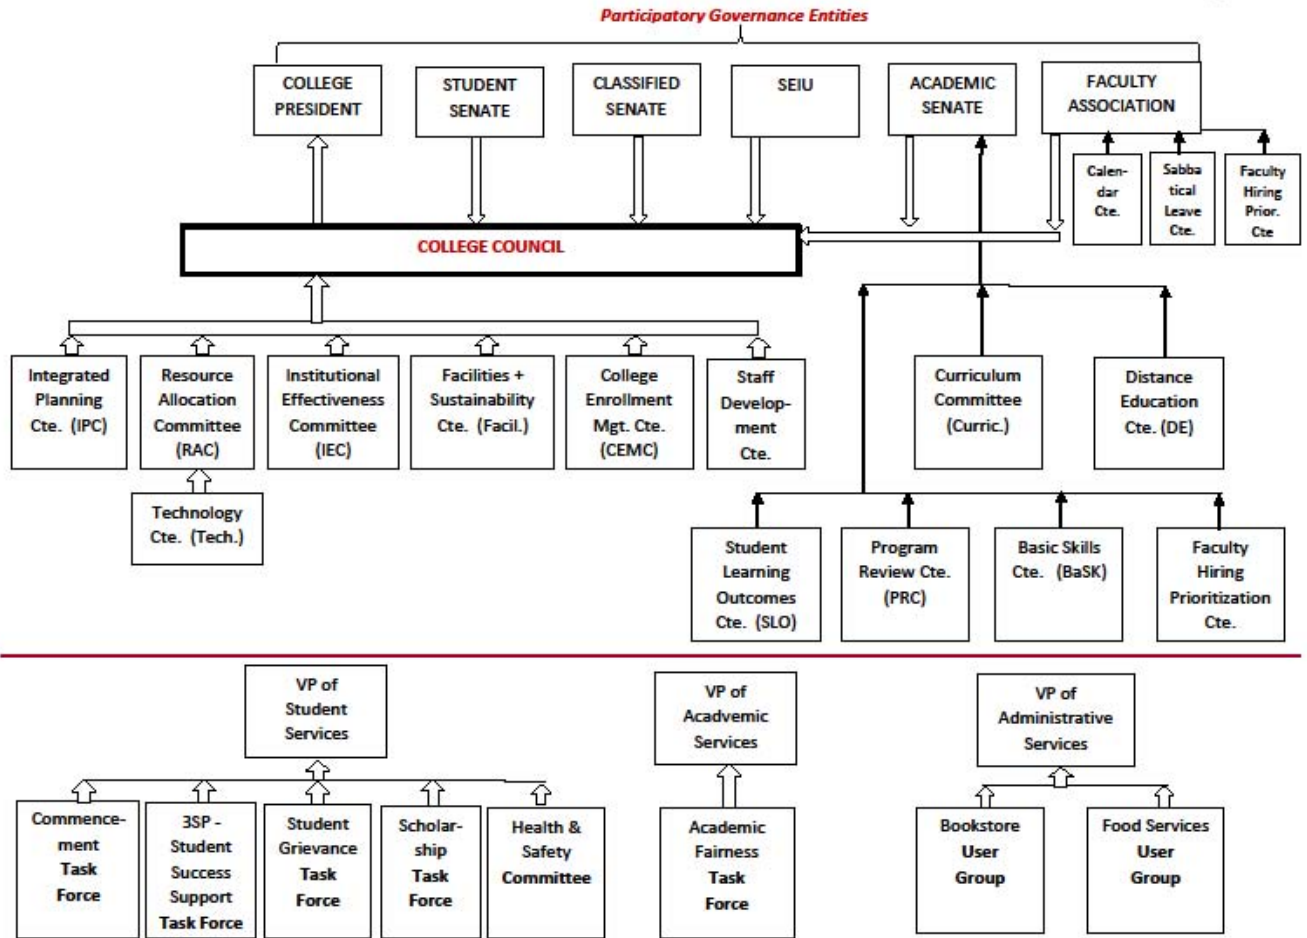 Participatory Governance Entities
COLLEGE
PRESIDENT
STUDENT
SENATE
CLASSIFIED
SENATE
SEIU
ACADEMIC
SENATE
FACULTY
ASSOCIATION
Calen-
dar
Cte.
Sabba
tical
Leave
Cte.
Faculty
Hiring
Prior.
Cte
COLLEGE COUNCIL
Integrated
Planning
Cte. (IPC)
Resource
Allocation
Committee
(RAC)
Institutional
Effectiveness
Committee
(IEC)
Facilities +
Sustainability
Cte. (Facil.)
College
Enrollment
Mgt. Cte.
(CEMC)
Staff
Develop-
ment
Cte.
Curriculum
Committee
(Curric.)
Distance
Education
Cte. (DE)
Technology
Cte. (Tech.)
Student
Learning
Outcomes
Cte. (SLO)
Program
Review Cte.
(PRC)
Basic Skills
Cte. (BaSK)
Faculty
Hiring
Prioritization
Cte.
VP of
Student
Services
VP of
Acadvemic
Services
VP of
Administrative
Services
Commence-
ment
Task
Force
3SP -
Student
Success
Support
Task Force
Student
Grievance
Task
Force
Scholar-
ship
Task
Force
Health &
Safety
Committee
Academic
Fairness
Task
Force
Bookstore
User
Group
Food Services
User
Group